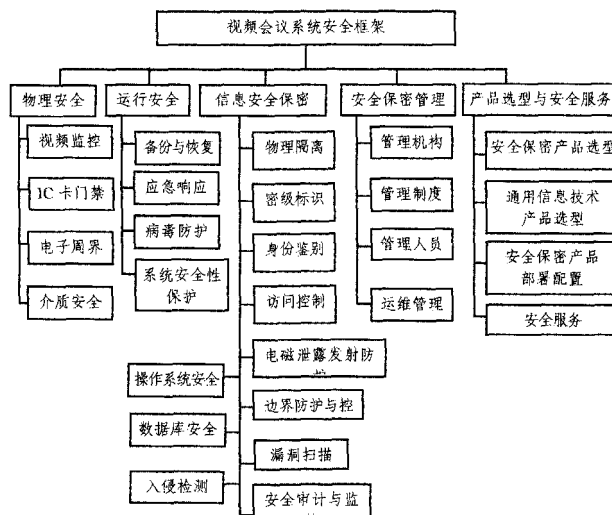 视频会议系统安全框架
物理安全
视频监控
IC 卡门禁
电子周界
介质安全
运行安全
备份与恢复
应急响应
病毒防护
系统安全性
保护
信息安全保密
物理隔离
密级标识
身份鉴别
访问控制
电磁泄露发射防
操作系统安全
边界防护与控
数据库安全
漏洞扫描
入侵检测
安全审计与监
安全保密管理
管理机构
管理制度
管理人员
运维管理
产品选型与安全服务
安全保密产品选型
通用信息技术
产品选型
安全保密产品
部署配置
安全服务